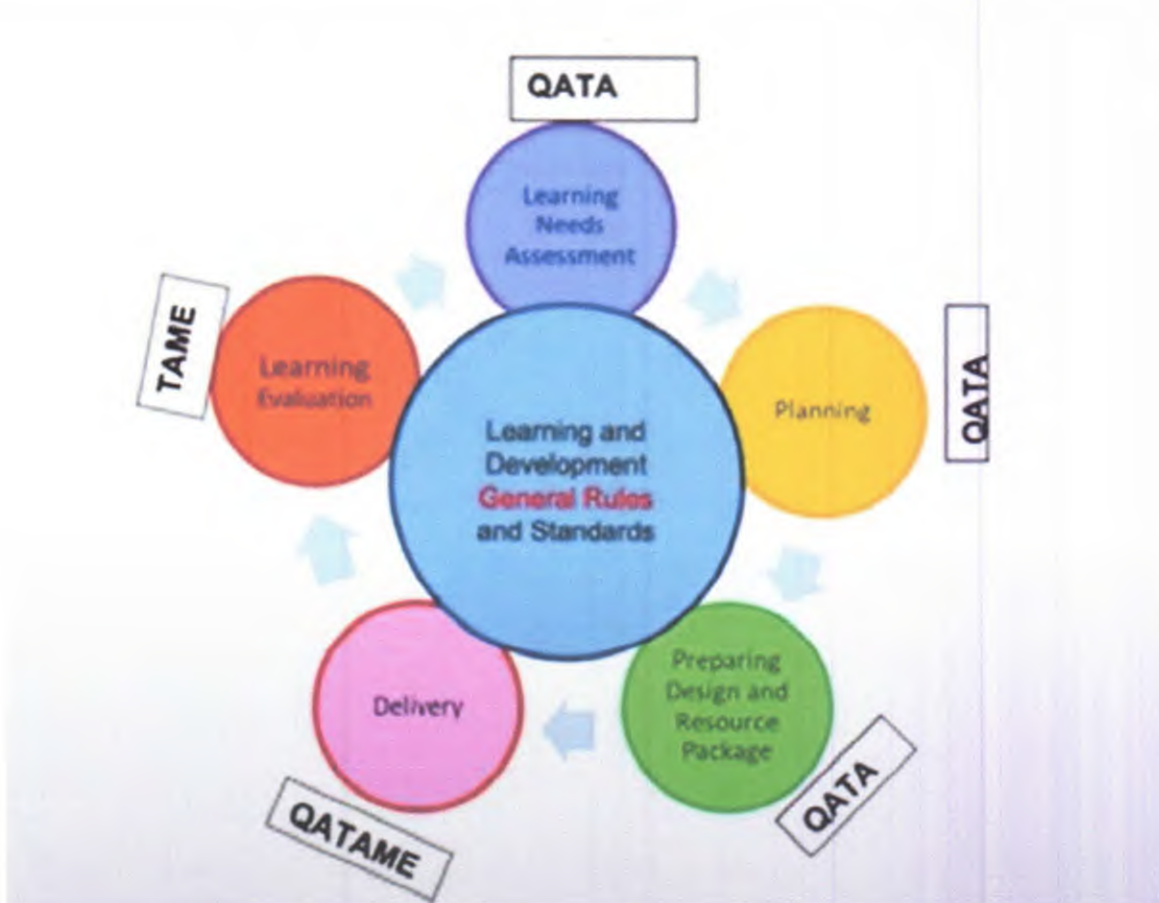 QATA
Learning
Needs
Assessment
QATA
Planning
Learning and
Development
General Rules
and Standards
TAME
Learning
Evaluation
Preparing
Design and
Resource
Package
QATA
Delivery
QATAME